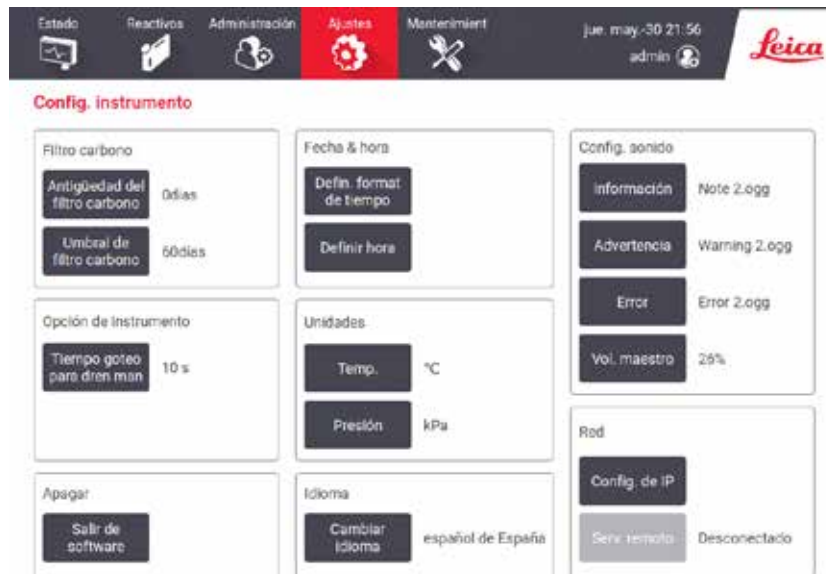 Estado
Reactivos
Administración
Ajustes
Mantenimient
jue. may.-30 21:56
admin
Leica
Config. instrumento
Filtro carbono
Antigüedad del
filtro carbono
0días
Umbral de
filtro carbono
60días
Fecha & hora
Defin. format
de tiempo
Definir hora
Config. sonido
Información
Note 2.ogg
Advertencia
Warning 2.ogg
Error
Error 2.ogg
Vol. maestro
26%
Opción de Instrumento
Tiempo goteo
para dren man
10 s
Unidades
Temp.
°C
Presión
kPa
Red
Config. de IP
Serv. remoto
Desconectado
Apagar
Salir de
software
Idioma
Cambiar
idioma
español de España